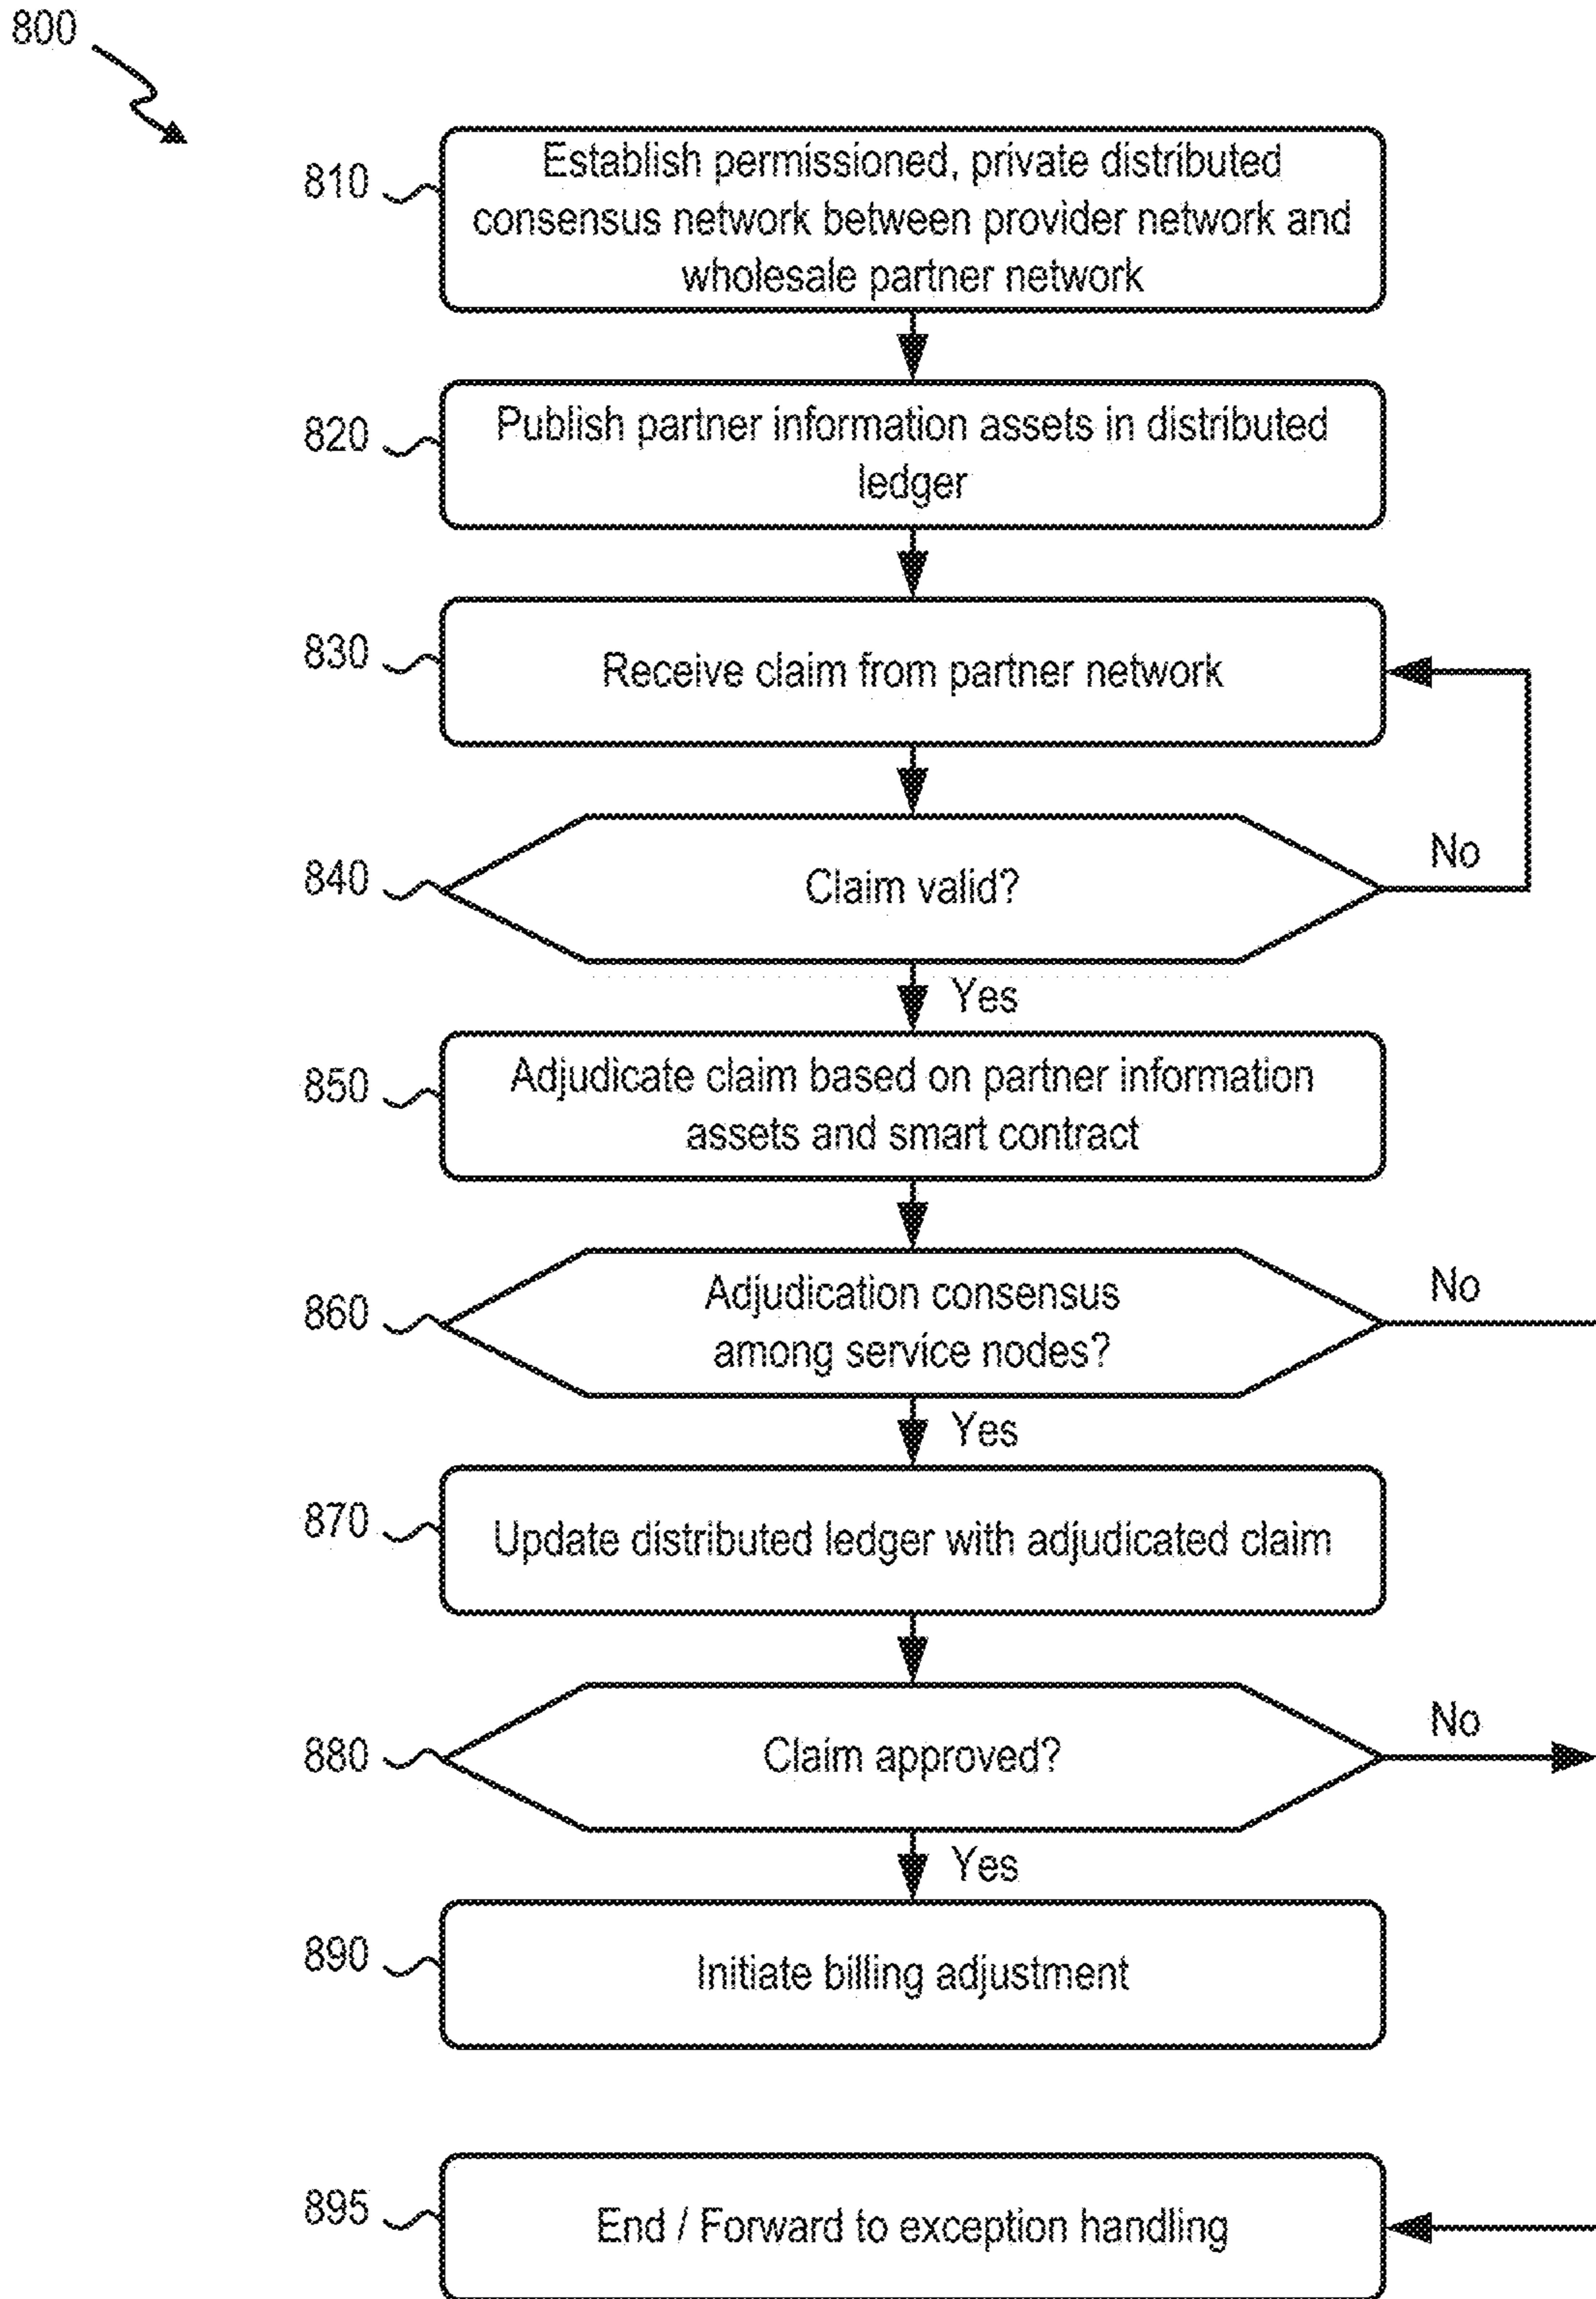 800
810
Establish permissioned, private distributed
consensus network between provider network and
wholesale partner network
820
Publish partner information assets in distributed
ledger
830
Receive claim from partner network
840
Claim valid?
No
Yes
850
Adjudicate claim based on partner information
assets and smart contract
860
Adjudication consensus
among service nodes?
No
Yes
870
Update distributed ledger with adjudicated claim
880
Claim approved?
No
Yes
890
Initiate billing adjustment
895
End / Forward to exception handling